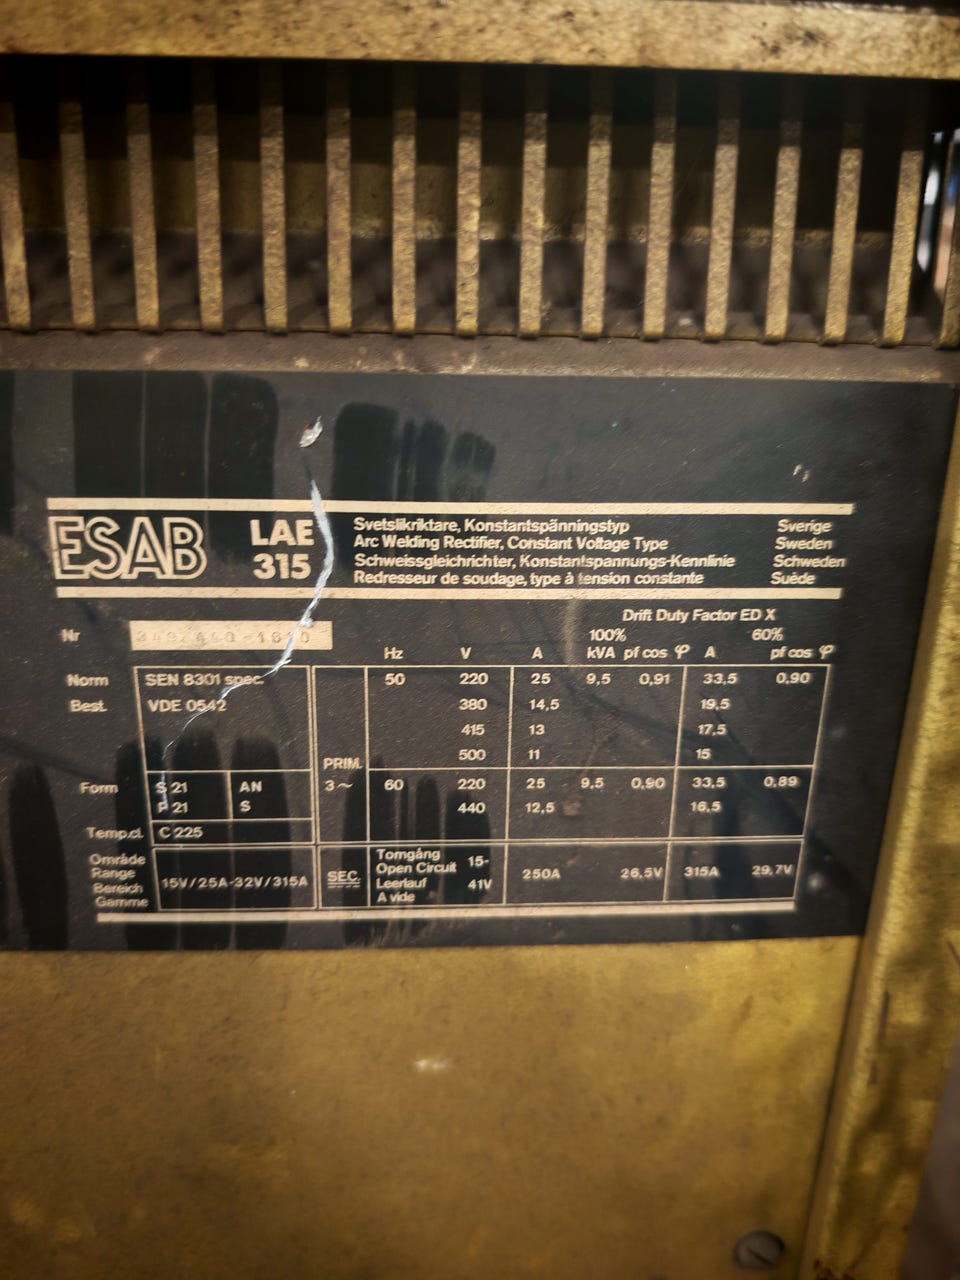 ESAB LAE 315
Svetslikriktare, Konstantspänningstyp Sverige
Arc Welding Rectifier, Constant Voltage Type Sweden
Schweissgleichrichter, Konstantspannungs-Kennlinie Schweden
Redresseur de soudage, type à tension constante Suède
Drift Duty Factor ED X
Nr 100% 60%
Hz V A kVA pf cos φ A pf cos φ
Norm SEN 8301 spec. 50 220 25 9,5 0,91 33,5 0,90
Best. VDE 0542 380 14,5 19,5
415 13 17,5
500 11 15
PRIM.
Form S 21 AN 3~ 60 220 25 9,5 0,90 33,5 0,89
P 21 S 440 12,5 16,5
Temp.cl. C 225
Område Tomgång 15-
Range Open Circuit
15V/25A-32V/315A SEC. 250A 26,5V 315A 29,7V
Bereich Leerlauf 41V
Gamme A vide